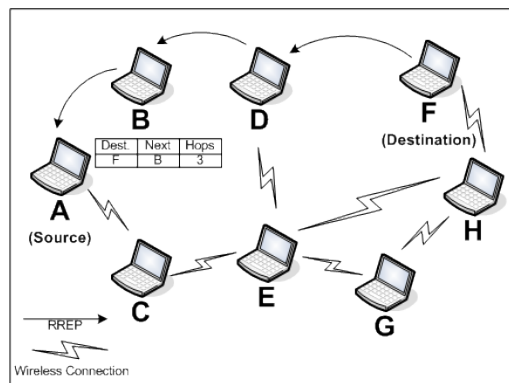 B
D
F
(Destination)
Dest. Next Hops
F B 3
A
(Source)
H
C
E
G
RREP
Wireless Connection